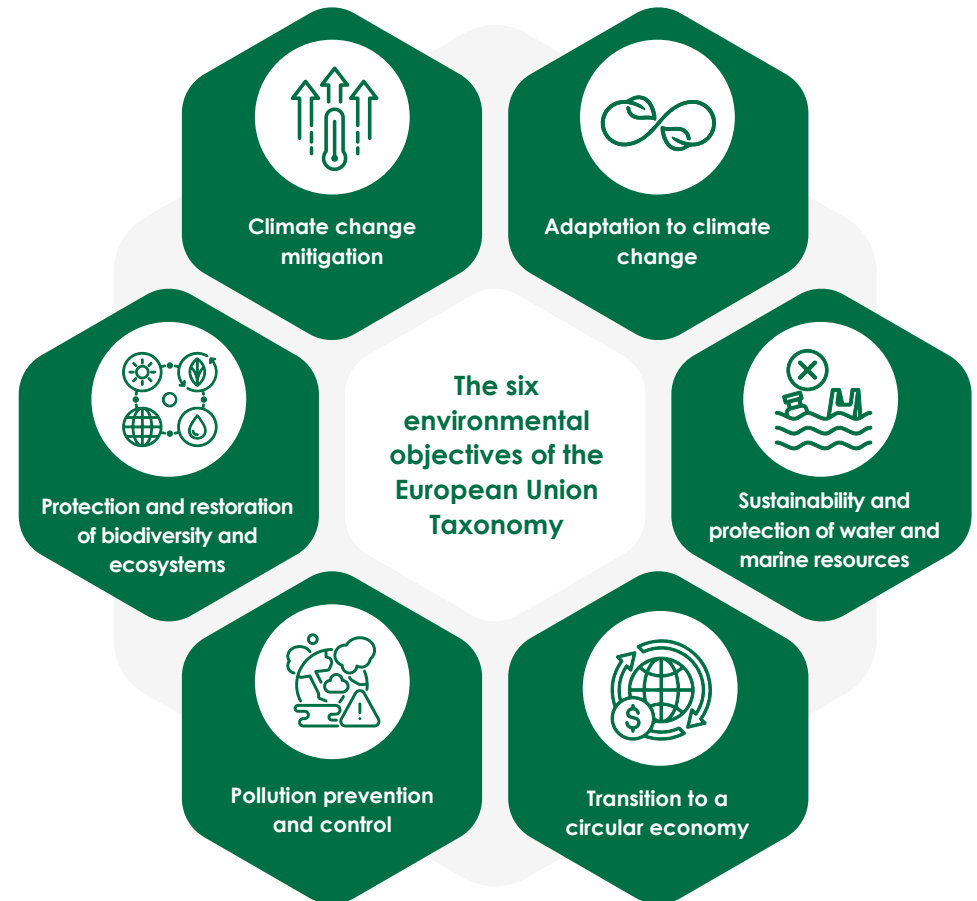 Climate change
mitigation
Adaptation to climate
change
The six
environmental
objectives of the
European Union
Taxonomy
Protection and restoration
of biodiversity and
ecosystems
Sustainability and
protection of water and
marine resources
Pollution prevention
and control
Transition to a
circular economy
$
!